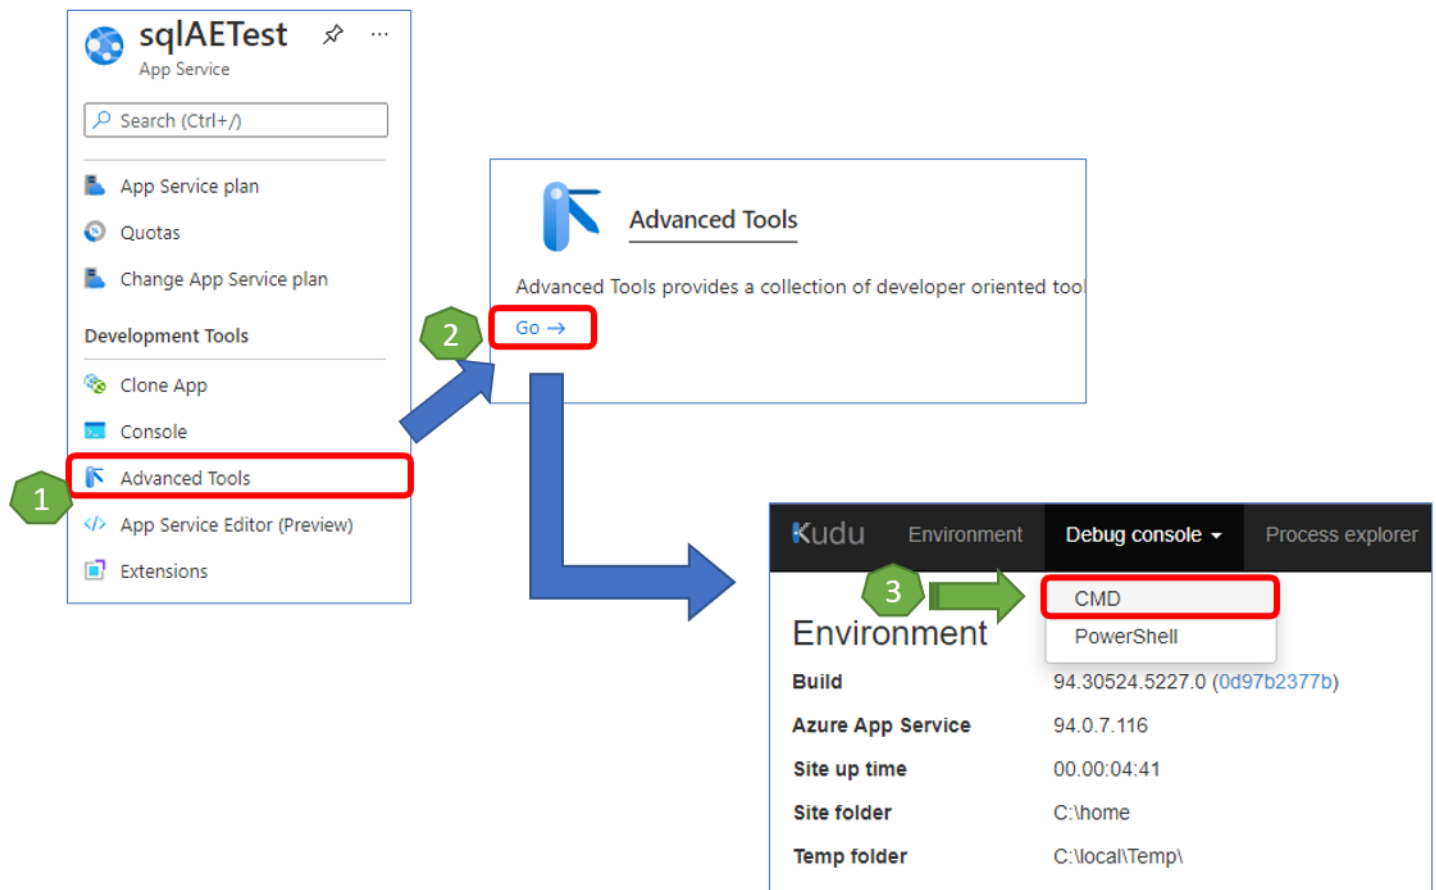 sqlAETest
App Service
Search (Ctrl+/)
App Service plan
Quotas
Change App Service plan
Development Tools
Clone App
Console
Advanced Tools
App Service Editor (Preview)
Extensions
1
2
Advanced Tools
Advanced Tools provides a collection of developer oriented tool
Go →
Kudu Environment Debug console Process explorer
3
CMD
PowerShell
Environment
Build 94.30524.5227.0 (0d97b2377b)
Azure App Service 94.0.7.116
Site up time 00.00:04:41
Site folder C:\home
Temp folder C:\local\Temp\